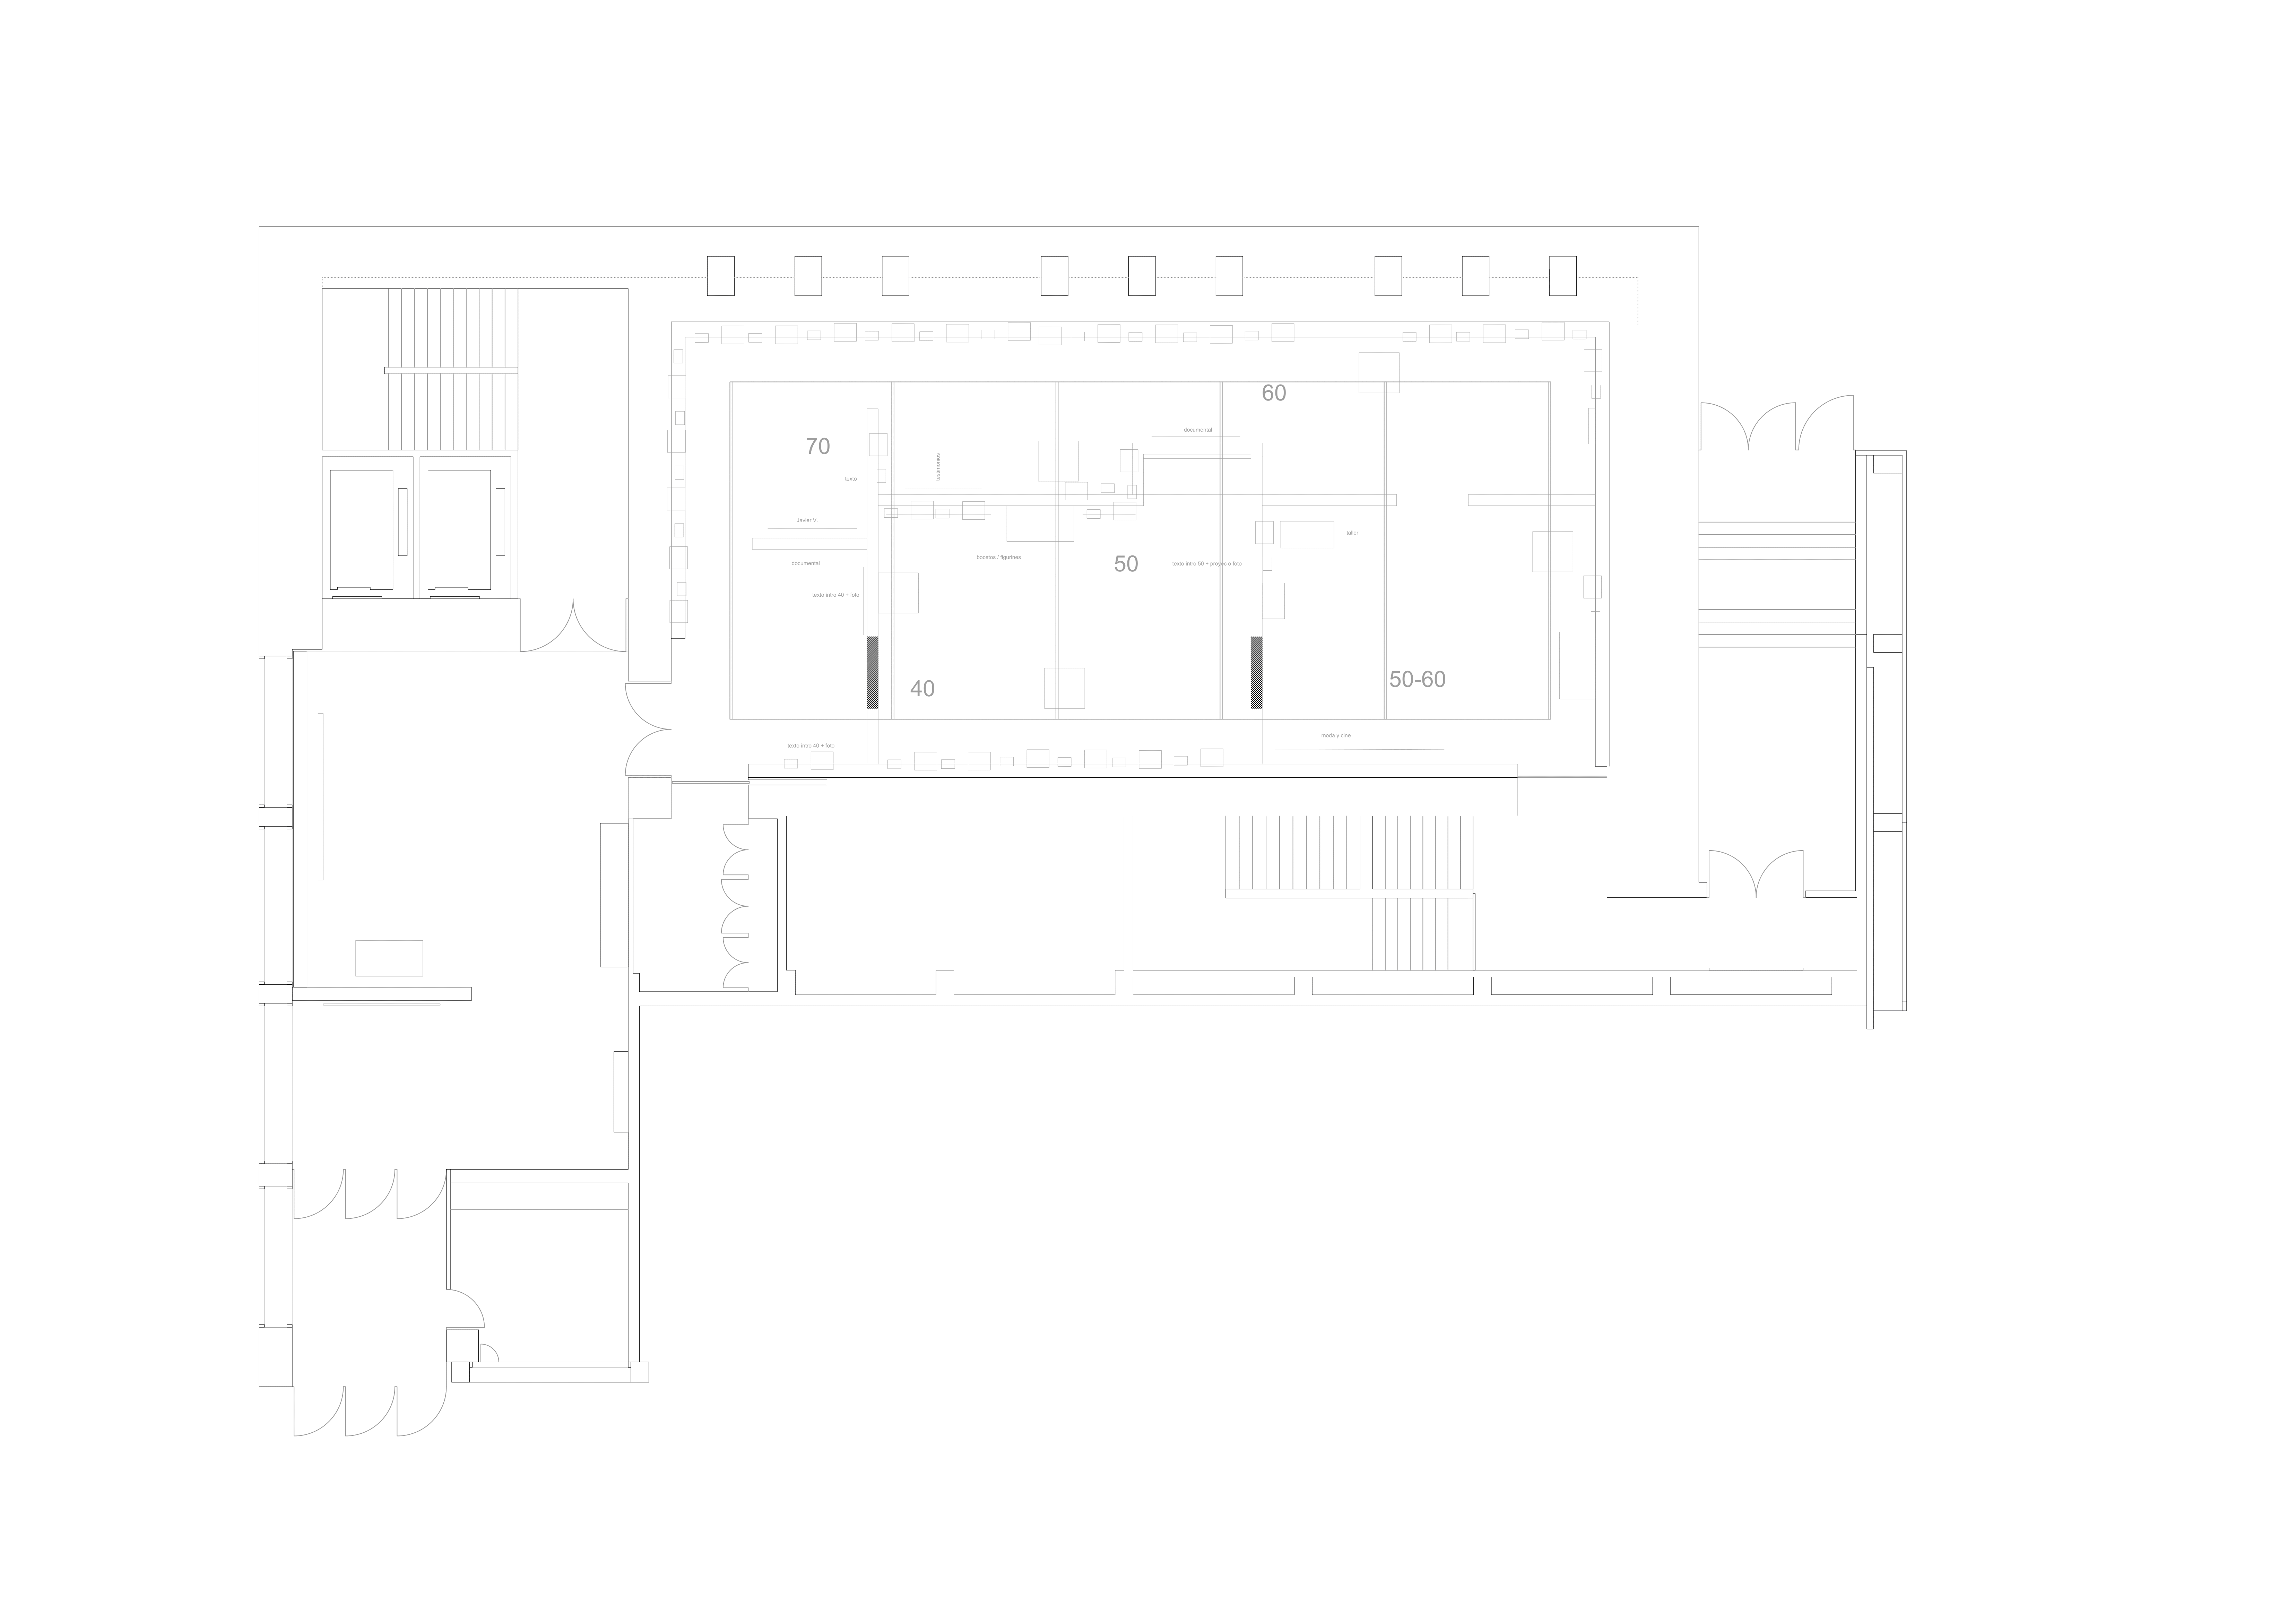 60
documental
70
testimonios
texto
Javier V.
taller
bocetos / figurines
50
documental
texto intro 50 + propio o foto
texto intro 40 + foto
50-60
40
moda y cine
texto intro 40 + foto